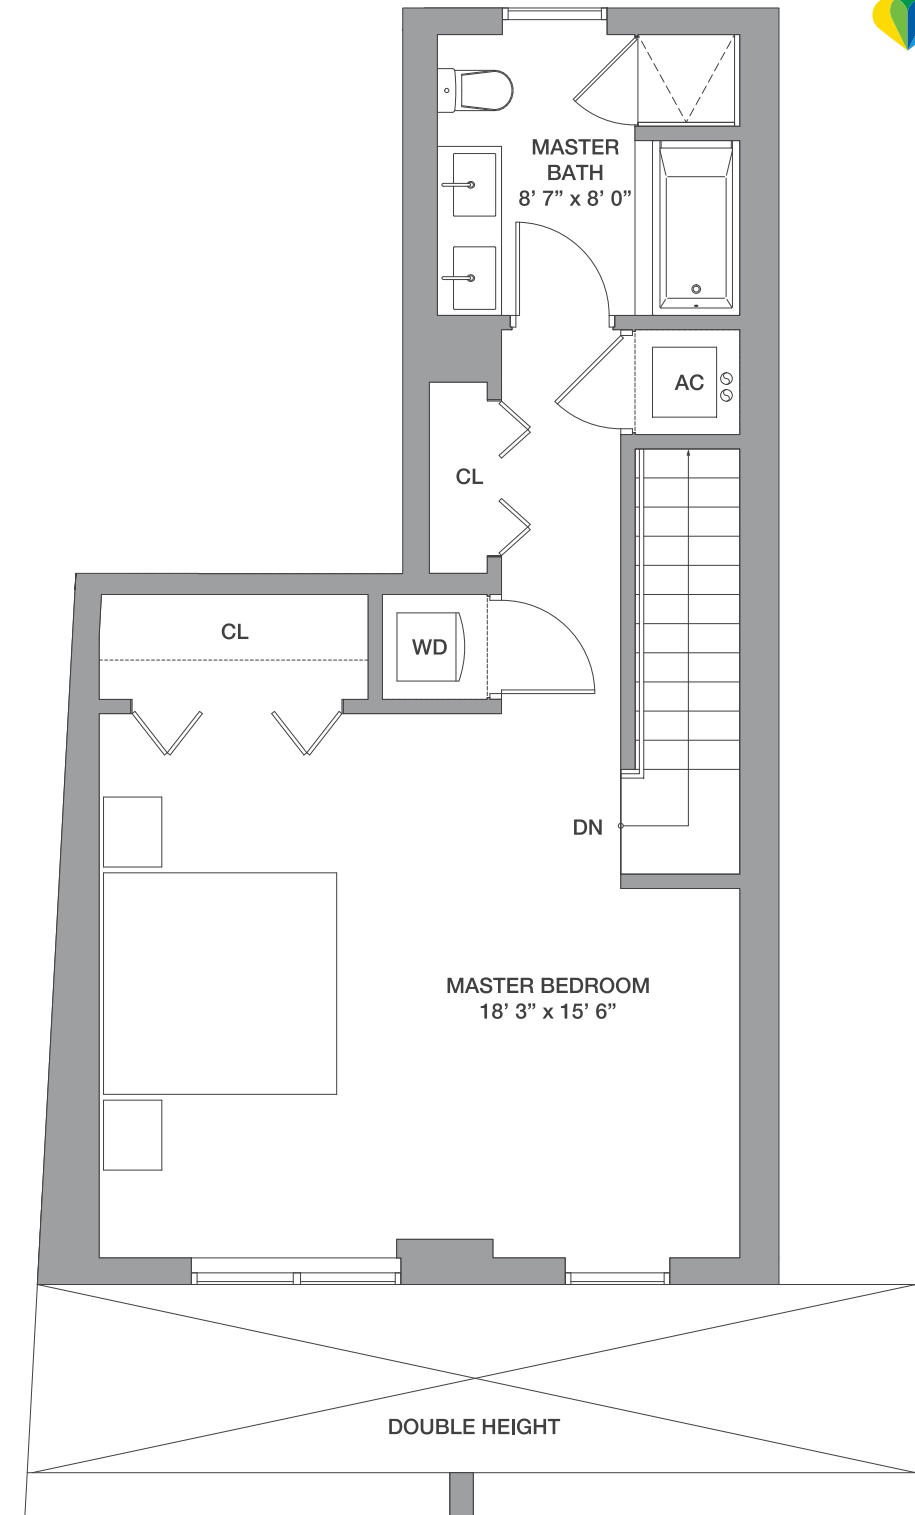 MASTER
BATH
8’ 7” x 8’ 0”
AC
CL
CL
WD
DN
MASTER BEDROOM
18’ 3” x 15’ 6”
DOUBLE HEIGHT